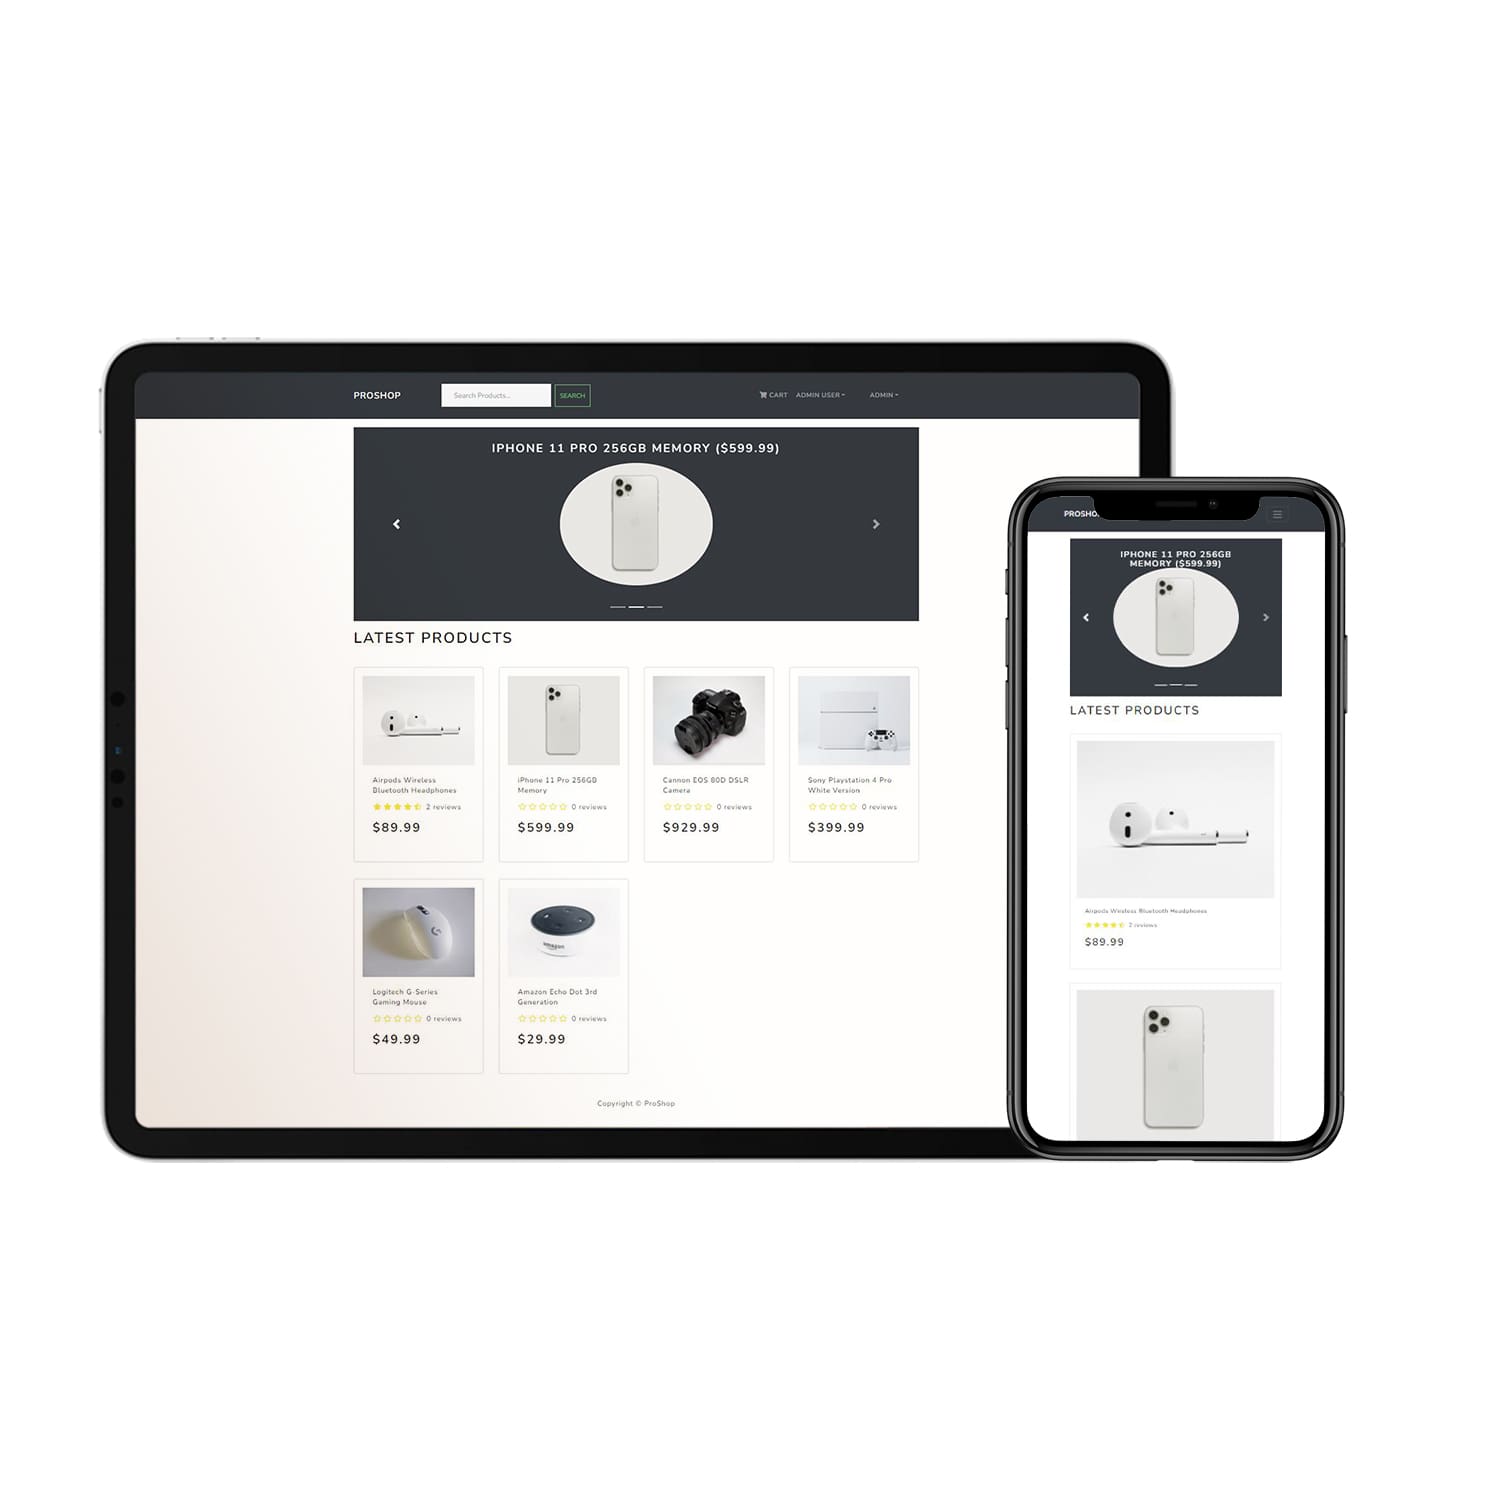 PROSHOP
Search Products...
SEARCH
CART
ADMIN USER
ADMIN
IPHONE 11 PRO 256GB MEMORY ($599.99)
LATEST PRODUCTS
Airpods Wireless
Bluetooth Headphones
2 reviews
$89.99
iPhone 11 Pro 256GB
Memory
0 reviews
$599.99
Cannon EOS 80D DSLR
Camera
0 reviews
$929.99
Sony Playstation 4 Pro
White Version
0 reviews
$399.99
Logitech G-Series
Gaming Mouse
0 reviews
$49.99
amazon
Amazon Echo Dot 3rd
Generation
0 reviews
$29.99
Copyright © ProShop
PROSHO
IPHONE 11 PRO 256GB
MEMORY ($599.99)
LATEST PRODUCTS
Airpods Wireless Bluetooth Headphones
2 reviews
$89.99